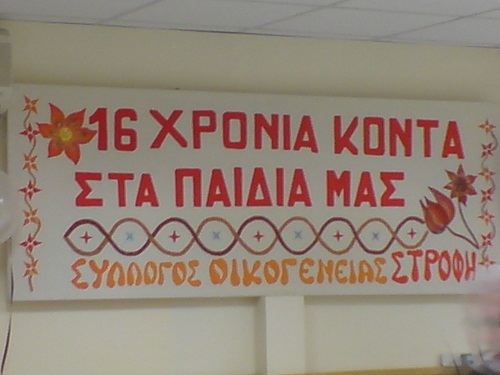 16 ΧΡΟΝΙΑ ΚΟΝΤΑ
ΣΤΑ ΠΑΙΔΙΑ ΜΑΣ
ΣΥΛΛΟΓΟΣ ΟΙΚΟΓΕΝΕΙΑΣ ΣΤΡΟΦΗ